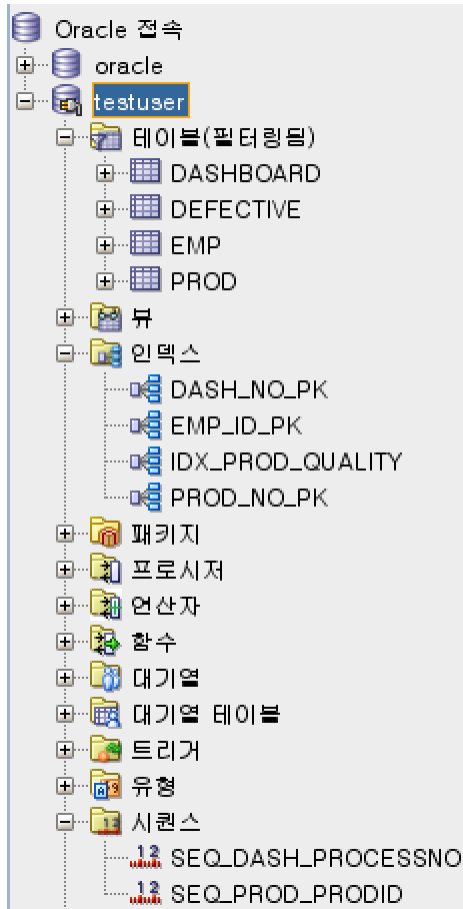 Oracle 접속
oracle
testuser
테이블(필터링됨)
DASHBOARD
DEFECTIVE
EMP
PROD
뷰
인덱스
DASH_NO_PK
EMP_ID_PK
IDX_PROD_QUALITY
PROD_NO_PK
패키지
프로시저
연산자
함수
대기열
대기열 테이블
트리거
유형
시퀀스
SEQ_DASH_PROCESSNO
SEQ_PROD_PRODID